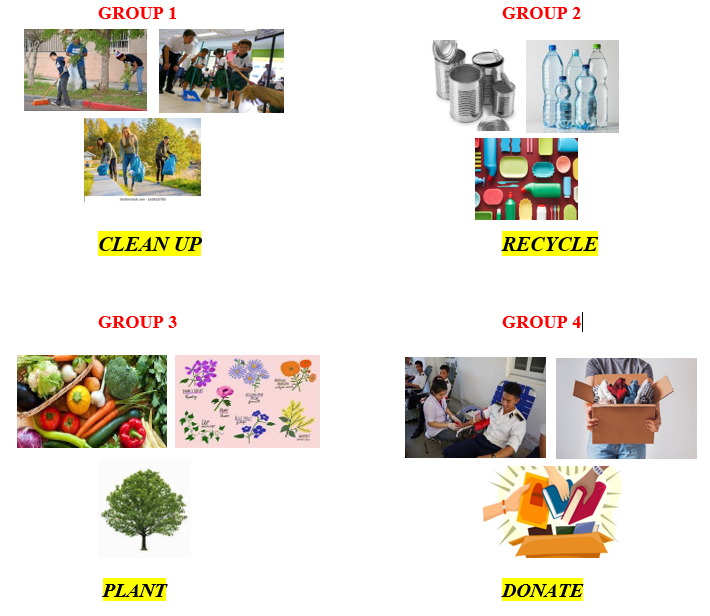 GROUP 1
GROUP 2
CLEAN UP
RECYCLE
GROUP 3
GROUP 4
PLANT
DONATE